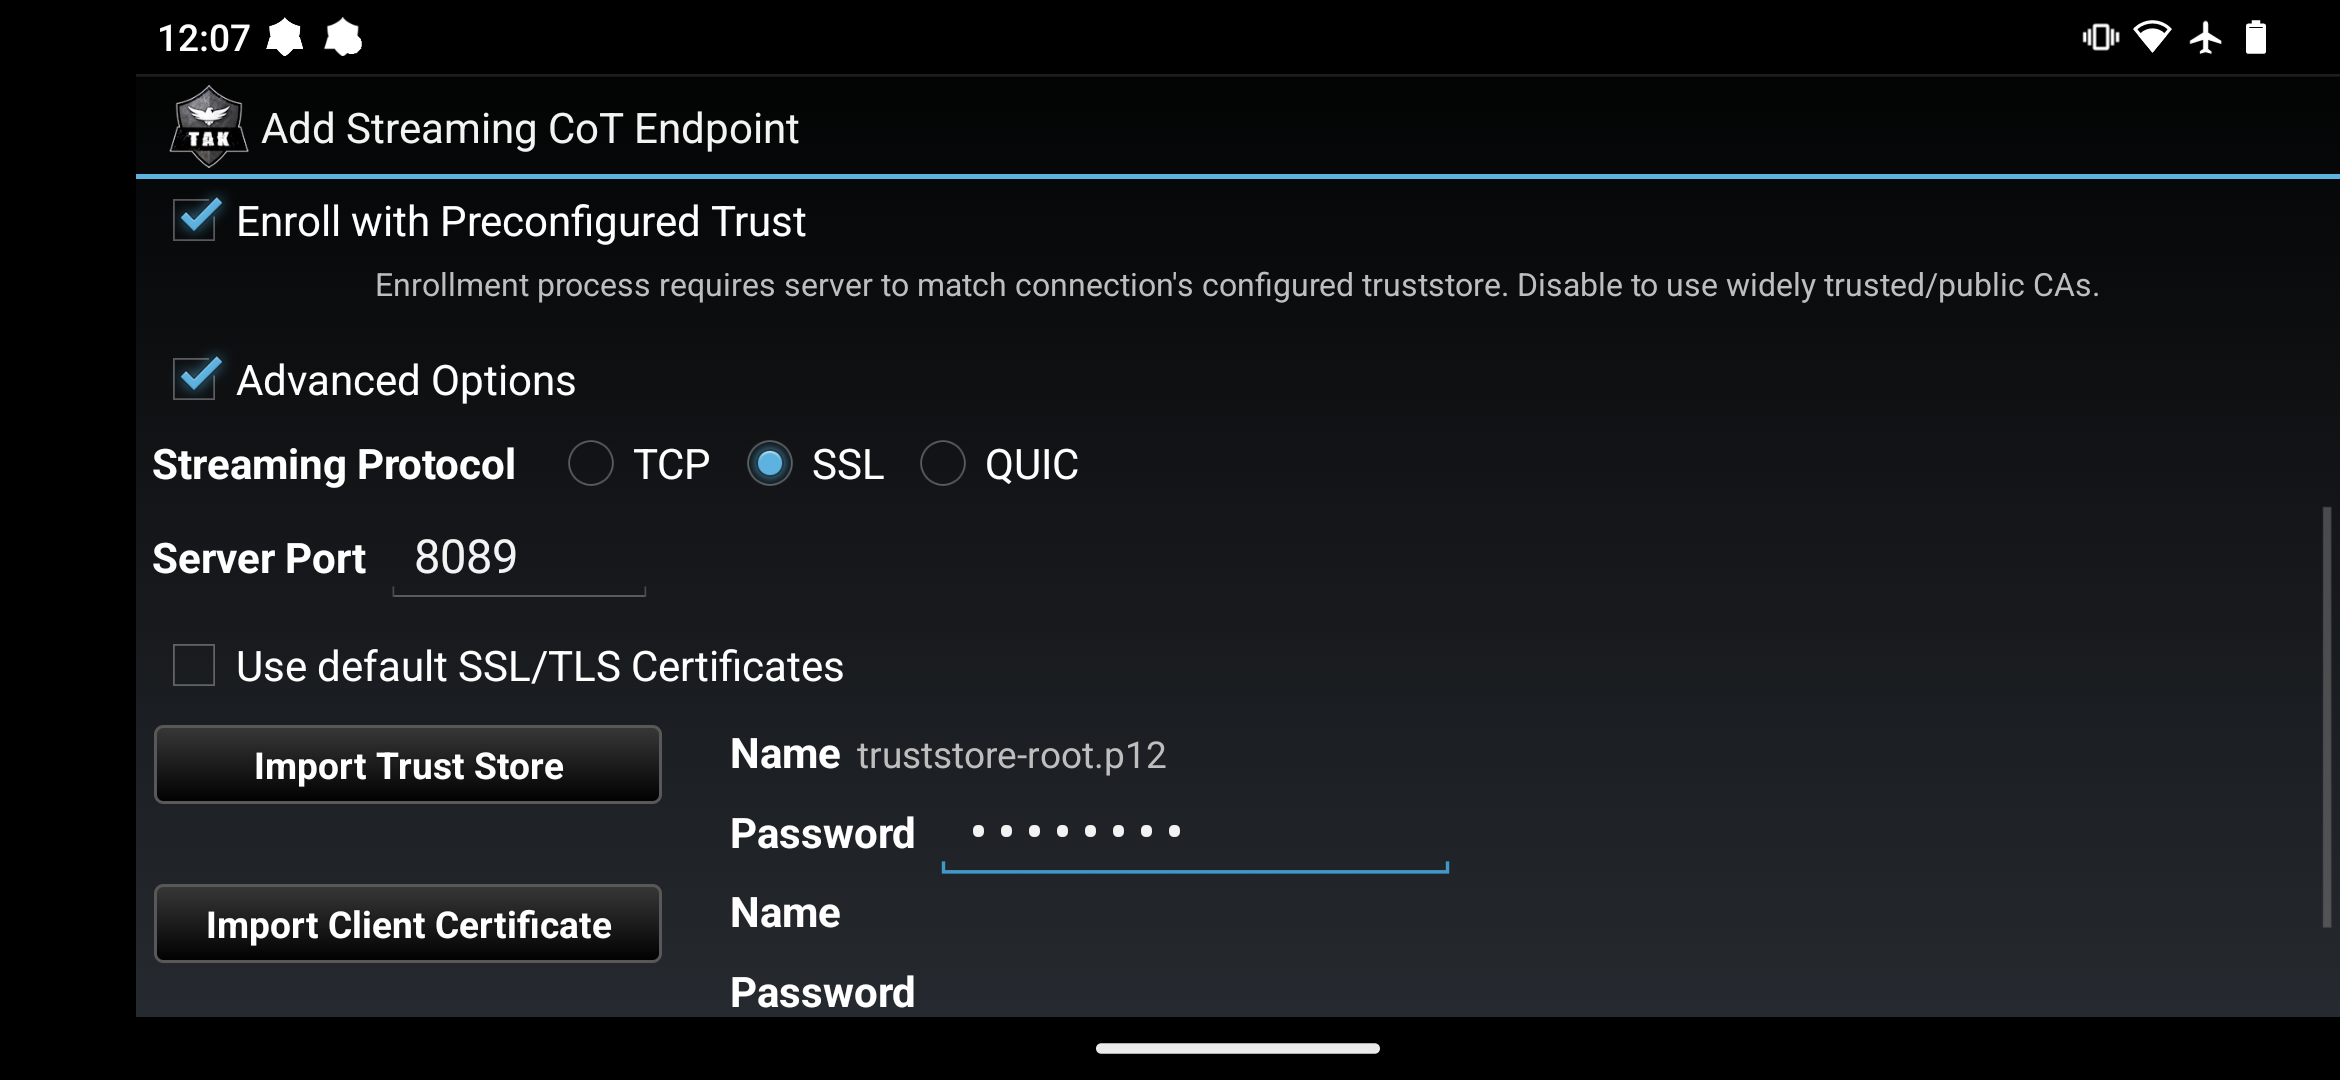 12:07
TAK
Add Streaming CoT Endpoint
Enroll with Preconfigured Trust
Enrollment process requires server to match connection's configured truststore. Disable to use widely trusted/public CAs.
Advanced Options
Streaming Protocol TCP SSL QUIC
Server Port 8089
Use default SSL/TLS Certificates
Import Trust Store Name truststore-root.p12
Password ••••••••
Import Client Certificate Name
Password